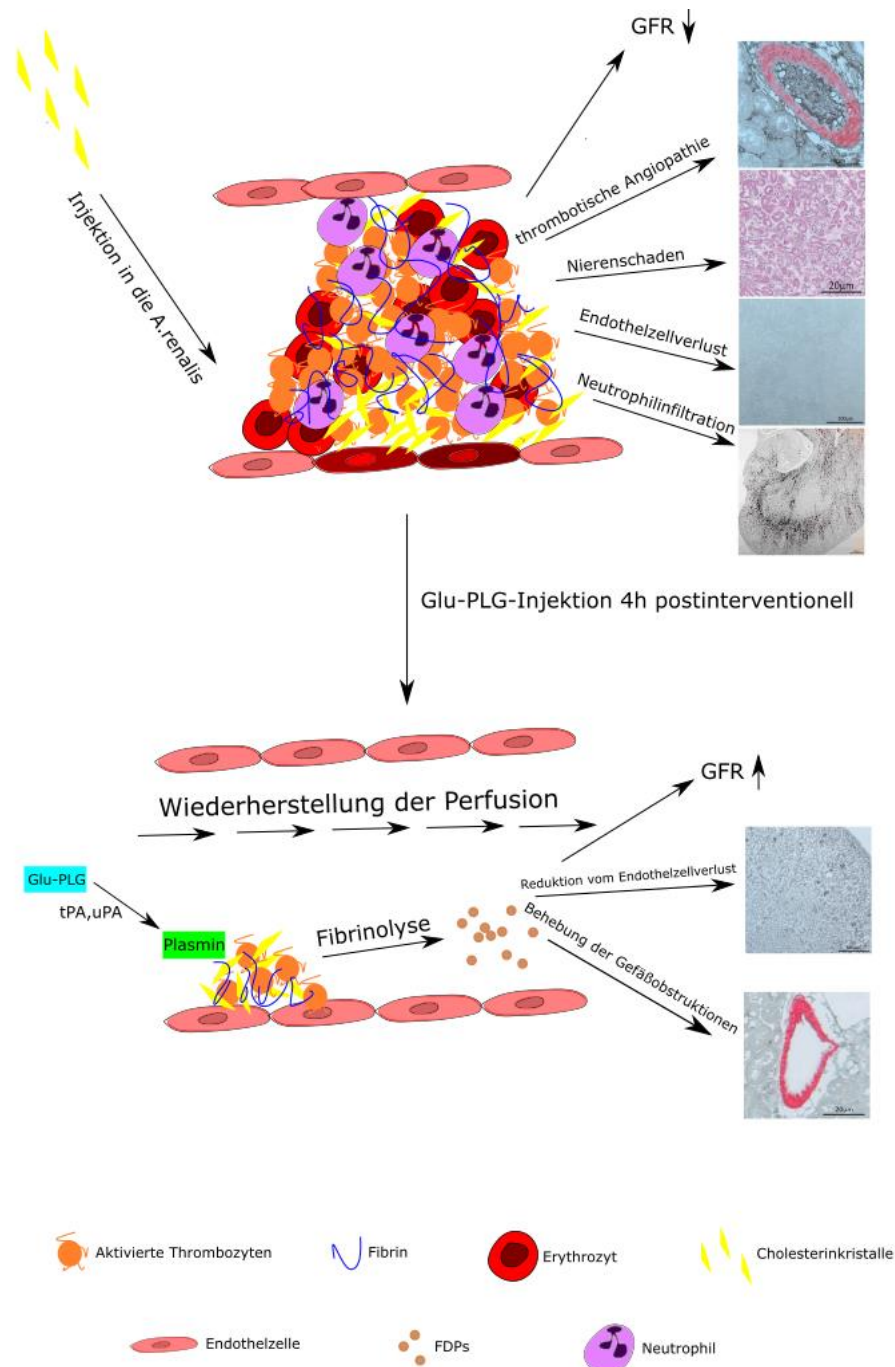 GFR
Injektion in die A.renalis
thrombotische Angiopathie
Nierenschaden
20µm
Endothelzellverlust
Neutrophilinfiltration
Glu-PLG-Injektion 4h postinterventionell
Wiederherstellung der Perfusion
GFR
Glu-PLG
tPA,uPA
Plasmin
Fibrinolyse
Reduktion vom Endothelzellverlust
Behebung der Gefäßobstruktionen
20µm
Aktivierte Thrombozyten
Fibrin
Erythrozyt
Cholesterinkristalle
Endothelzelle
FDPs
Neutrophil